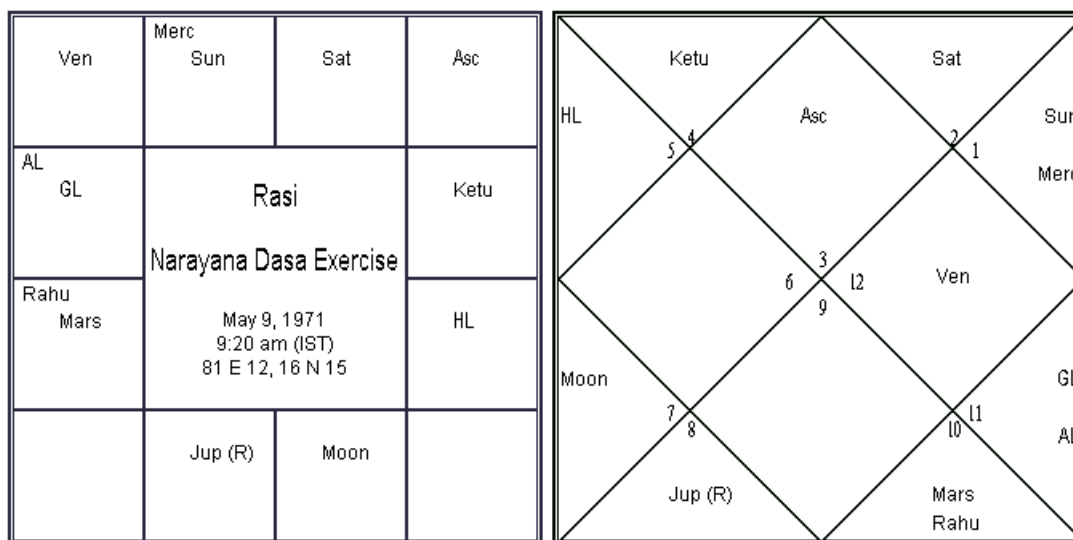 Ven
Merc
Sun
Sat
Asc
AL
GL
Rasi
Narayana Dasa Exercise
May 9, 1971
9:20 am (IST)
81 E 12, 16 N 15
Ketu
Rahu
Mars
HL
Jup (R)
Moon
Ketu
Sat
HL
Asc
Sun
4
2
5
1
Merc
3
6
12
Ven
9
Moon
GL
7
11
8
10
AL
Jup (R)
Mars
Rahu